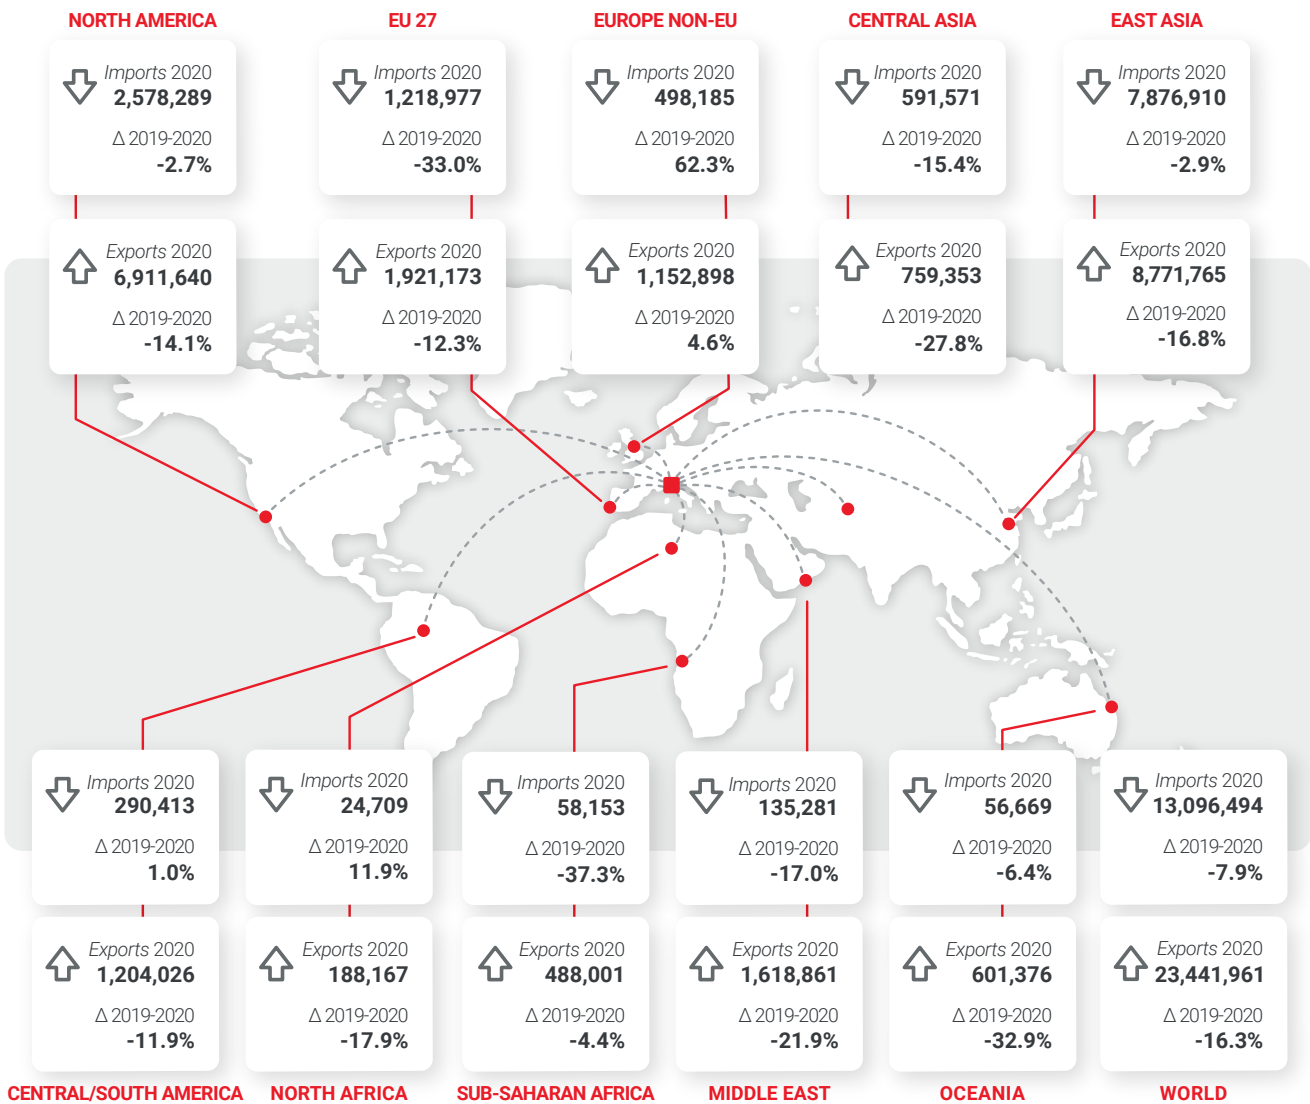 NORTH AMERICA
Imports 2020
2,578,289
Δ 2019-2020
-2.7%
Exports 2020
6,911,640
Δ 2019-2020
-14.1%
EU 27
Imports 2020
1,218,977
Δ 2019-2020
-33.0%
Exports 2020
1,921,173
Δ 2019-2020
-12.3%
EUROPE NON-EU
Imports 2020
498,185
Δ 2019-2020
62.3%
Exports 2020
1,152,898
Δ 2019-2020
4.6%
CENTRAL ASIA
Imports 2020
591,571
Δ 2019-2020
-15.4%
Exports 2020
759,353
Δ 2019-2020
-27.8%
EAST ASIA
Imports 2020
7,876,910
Δ 2019-2020
-2.9%
Exports 2020
8,771,765
Δ 2019-2020
-16.8%
Imports 2020
290,413
Δ 2019-2020
1.0%
Exports 2020
1,204,026
Δ 2019-2020
-11.9%
CENTRAL/SOUTH AMERICA
Imports 2020
24,709
Δ 2019-2020
11.9%
Exports 2020
188,167
Δ 2019-2020
-17.9%
NORTH AFRICA
Imports 2020
58,153
Δ 2019-2020
-37.3%
Exports 2020
488,001
Δ 2019-2020
-4.4%
SUB-SAHARAN AFRICA
Imports 2020
135,281
Δ 2019-2020
-17.0%
Exports 2020
1,618,861
Δ 2019-2020
-21.9%
MIDDLE EAST
Imports 2020
56,669
Δ 2019-2020
-6.4%
Exports 2020
601,376
Δ 2019-2020
-32.9%
OCEANIA
Imports 2020
13,096,494
Δ 2019-2020
-7.9%
Exports 2020
23,441,961
Δ 2019-2020
-16.3%
WORLD